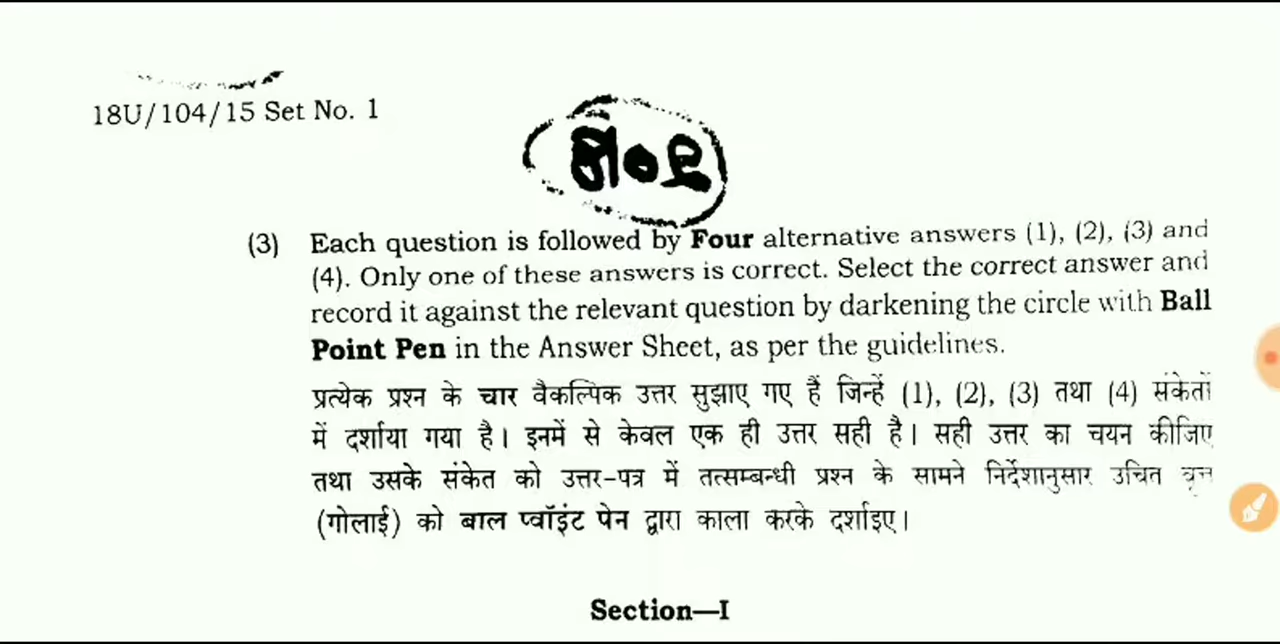 18U/104/15 Set No. 1
(3) Each question is followed by Four alternative answers (1), (2), (3) and
(4). Only one of these answers is correct. Select the correct answer and
record it against the relevant question by darkening the circle with Ball
Point Pen in the Answer Sheet, as per the guidelines.
प्रत्येक प्रश्न के चार वैकल्पिक उत्तर सुझाए गए हैं जिन्हें (1), (2), (3) तथा (4) संकेतों
में दर्शाया गया है। इनमें से केवल एक ही उत्तर सही है। सही उत्तर का चयन कीजिए
तथा उसके संकेत को उत्तर-पत्र में तत्सम्बन्धी प्रश्न के सामने निर्देशानुसार उचित वृत्त
(गोलाई) को बाल प्वॉइंट पेन द्वारा काला करके दर्शाइए।
Section—I